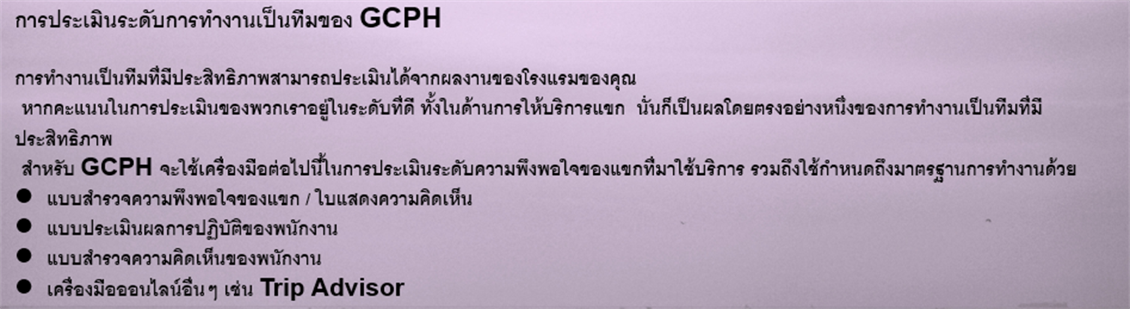 การประเมินระดับการทำงานเป็นทีมของ GCPH
การทำงานเป็นทีมที่มีประสิทธิภาพสามารถประเมินได้จากผลงานของโรงแรมของคุณ
หากคะแนนในการประเมินของพวกเราอยู่ในระดับที่ดี ทั้งในด้านการให้บริการแขก นั่นก็เป็นผลโดยตรงอย่างหนึ่งของการทำงานเป็นทีมที่มี
ประสิทธิภาพ
สำหรับ GCPH จะใช้เครื่องมือต่อไปนี้ในการประเมินระดับความพึงพอใจของแขกที่มาใช้บริการ รวมถึงใช้กำหนดถึงมาตรฐานการทำงานด้วย
● แบบสำรวจความพึงพอใจของแขก / ใบแสดงความคิดเห็น
● แบบประเมินผลการปฏิบัติของพนักงาน
● แบบสำรวจความคิดเห็นของพนักงาน
● เครื่องมือออนไลน์อื่น ๆ เช่น Trip Advisor